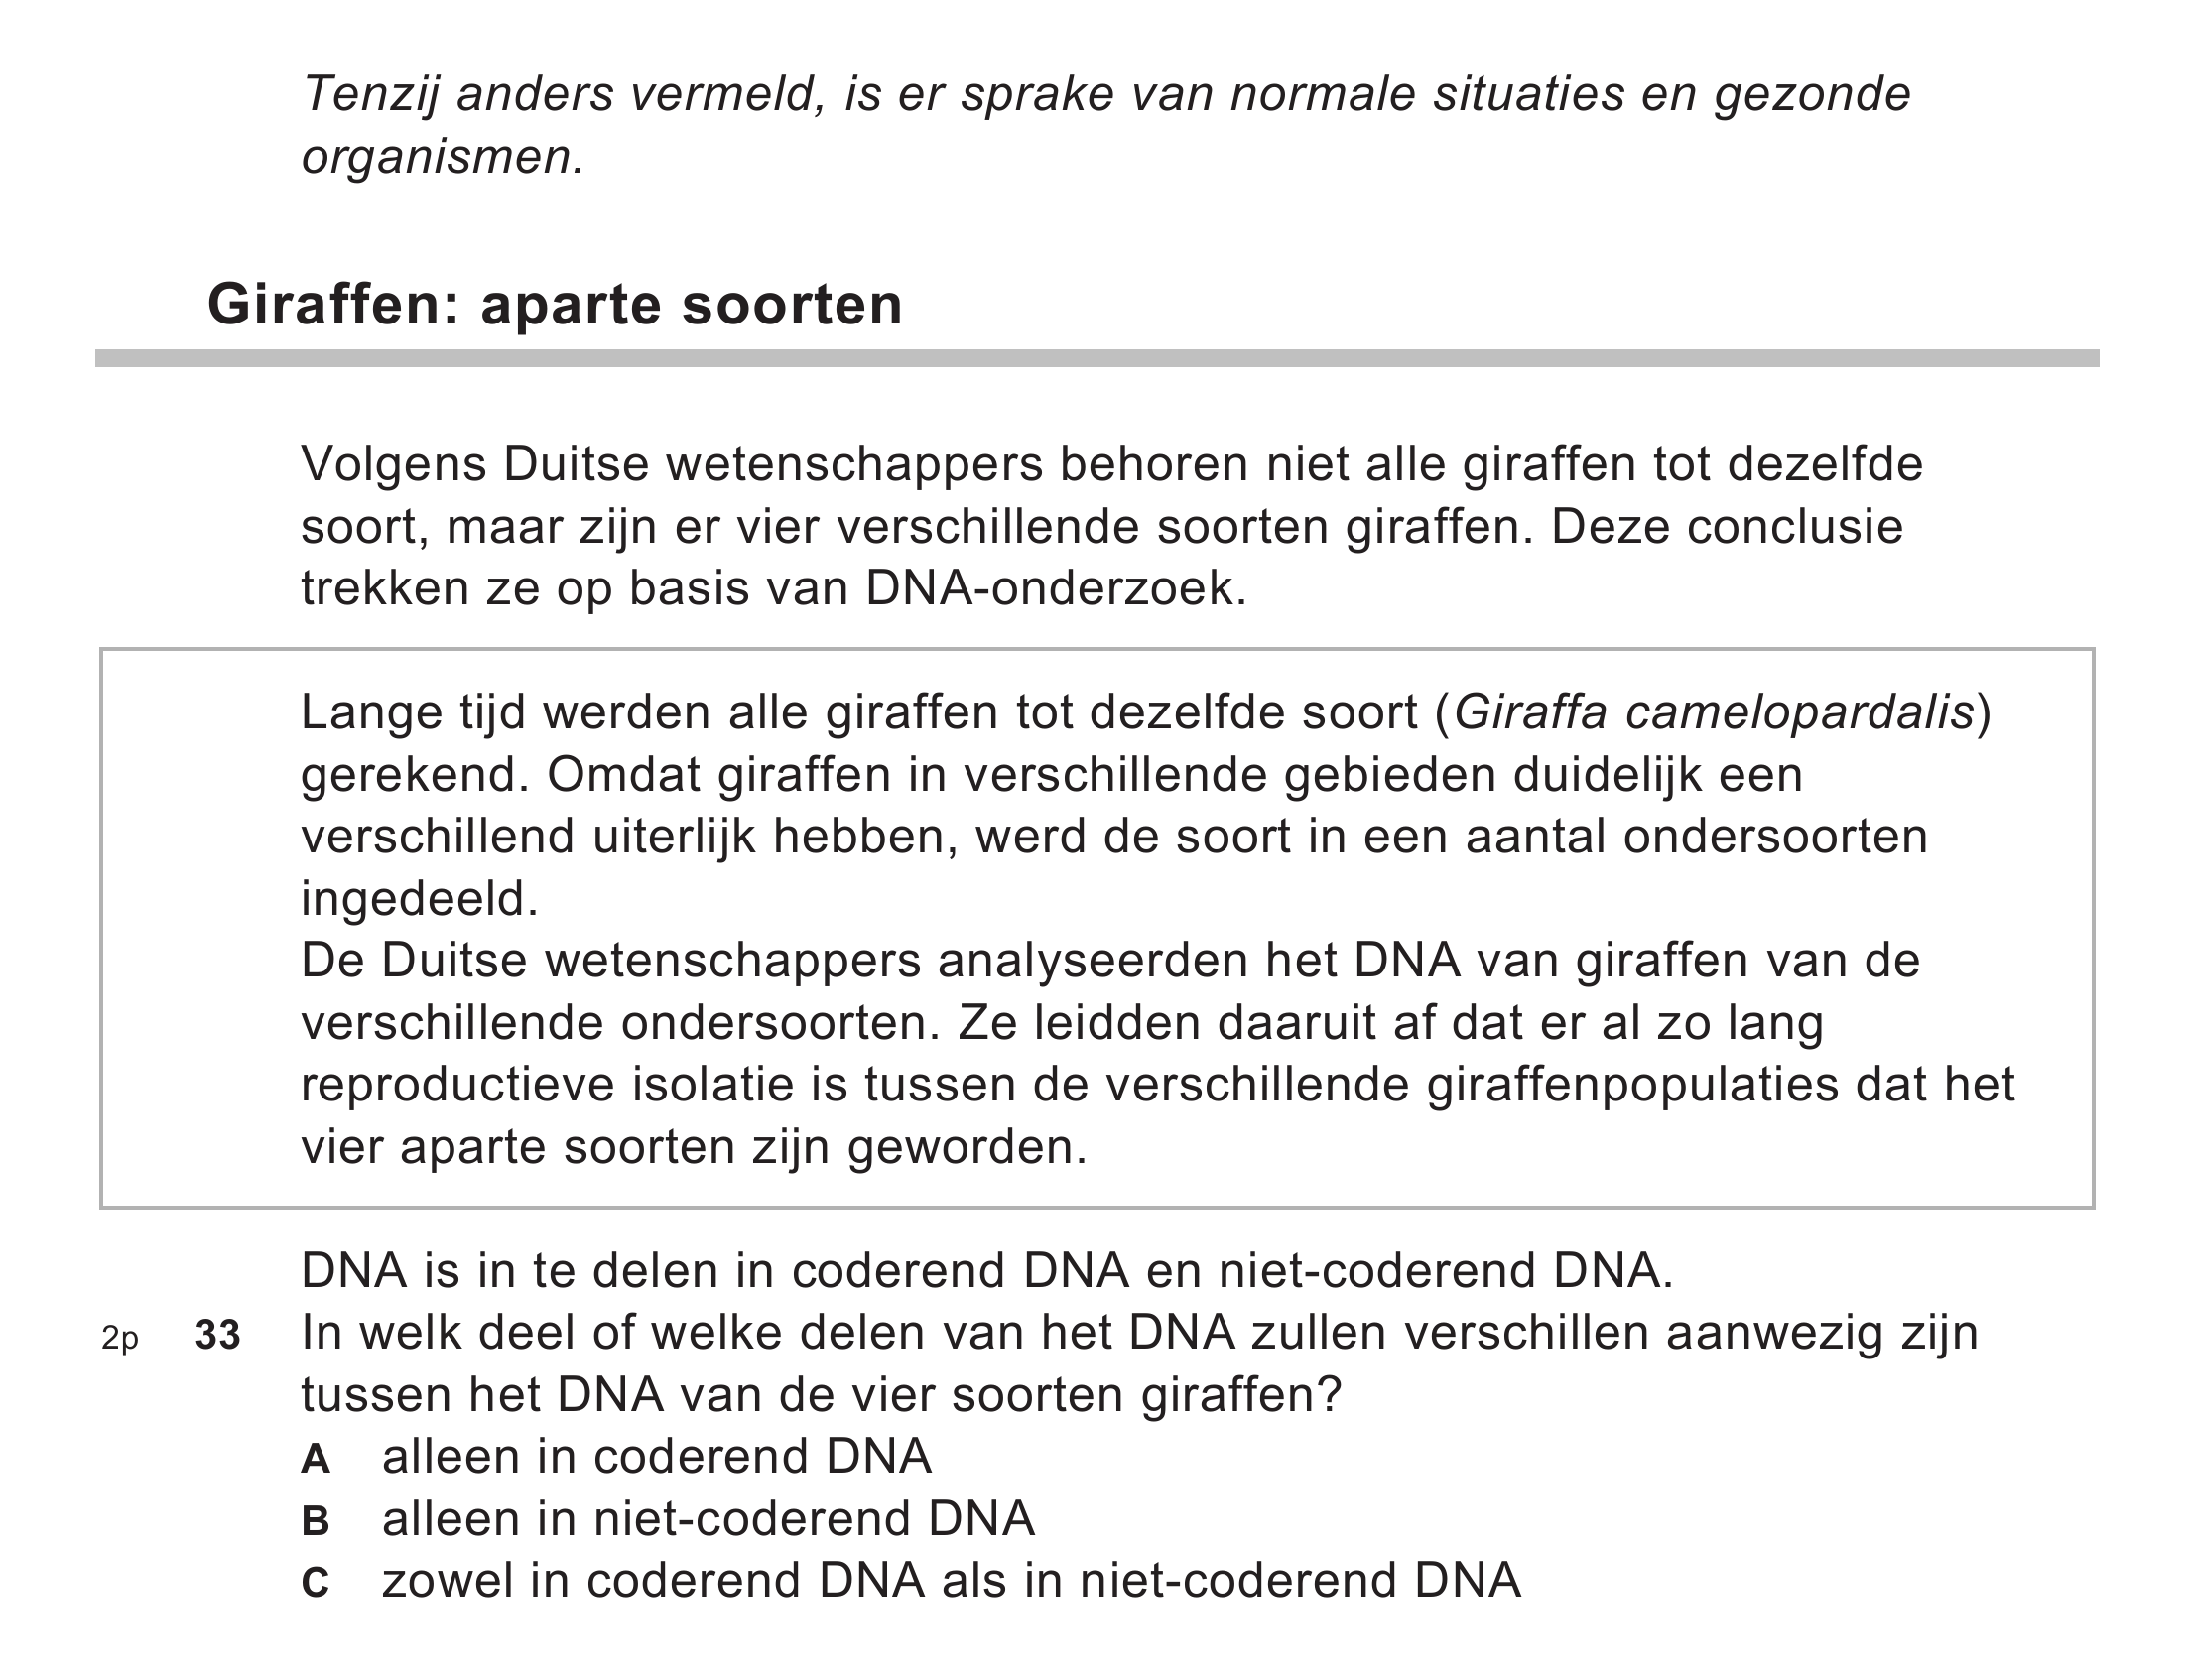 Tenzij anders vermeld, is er sprake van normale situaties en gezonde
organismen.
Giraffen: aparte soorten
Volgens Duitse wetenschappers behoren niet alle giraffen tot dezelfde
soort, maar zijn er vier verschillende soorten giraffen. Deze conclusie
trekken ze op basis van DNA-onderzoek.
Lange tijd werden alle giraffen tot dezelfde soort (Giraffa camelopardalis)
gerekend. Omdat giraffen in verschillende gebieden duidelijk een
verschillend uiterlijk hebben, werd de soort in een aantal ondersoorten
ingedeeld.
De Duitse wetenschappers analyseerden het DNA van giraffen van de
verschillende ondersoorten. Ze leidden daaruit af dat er al zo lang
reproductieve isolatie is tussen de verschillende giraffenpopulaties dat het
vier aparte soorten zijn geworden.
DNA is in te delen in coderend DNA en niet-coderend DNA.
2p 33 In welk deel of welke delen van het DNA zullen verschillen aanwezig zijn
tussen het DNA van de vier soorten giraffen?
A alleen in coderend DNA
B alleen in niet-coderend DNA
C zowel in coderend DNA als in niet-coderend DNA